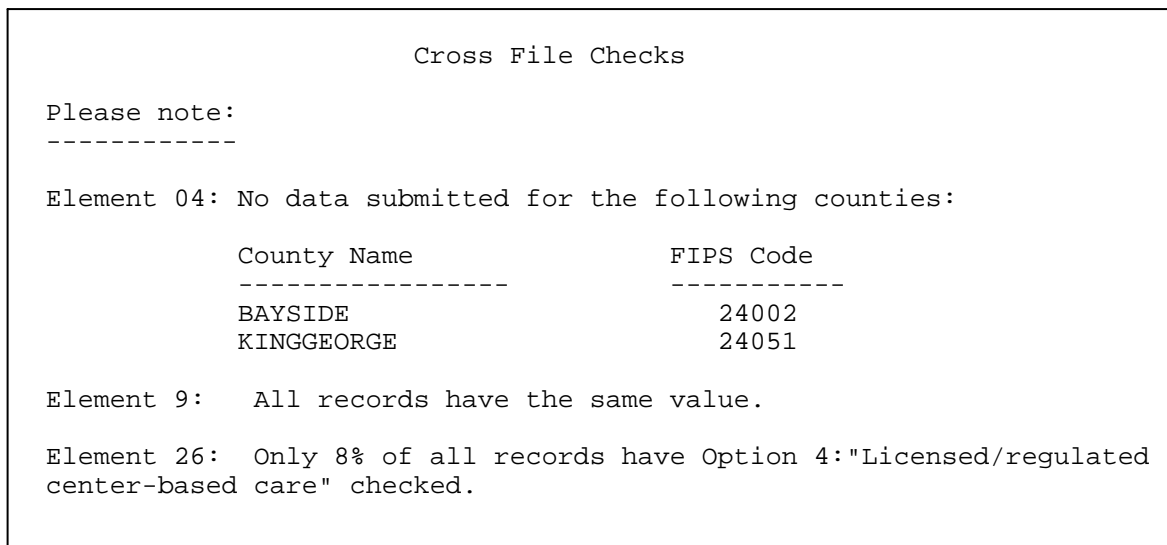 Cross File Checks
Please note:
------------
Element 04: No data submitted for the following counties:
County Name FIPS Code
----------------- -----------
BAYSIDE 24002
KINGGEORGE 24051
Element 9: All records have the same value.
Element 26: Only 8% of all records have Option 4:"Licensed/regulated
center-based care" checked.